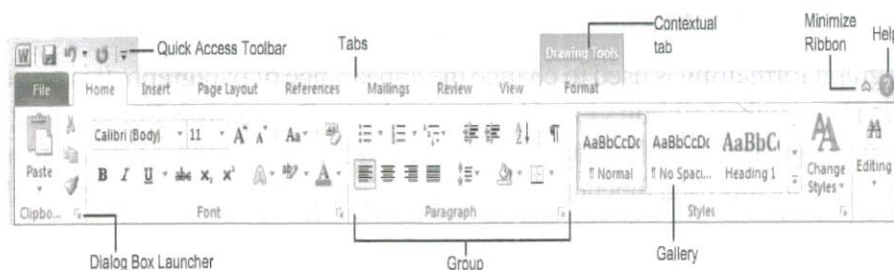 Contextual tab
Minimize Ribbon
Help
Quick Access Toolbar
Tabs
Drawing Tools
File Home Insert Page Layout References Mailings Review View Format
Calibri (Body) 11 A A Aa
AaBbCcDc AaBbCcDc AaBbC
Paste
B I U abc x₂ x² A aby A
¶ Normal ¶ No Spaci... Heading 1
Change Styles
Editing
Clipbo... Font Paragraph Styles
Dialog Box Launcher
Group
Gallery